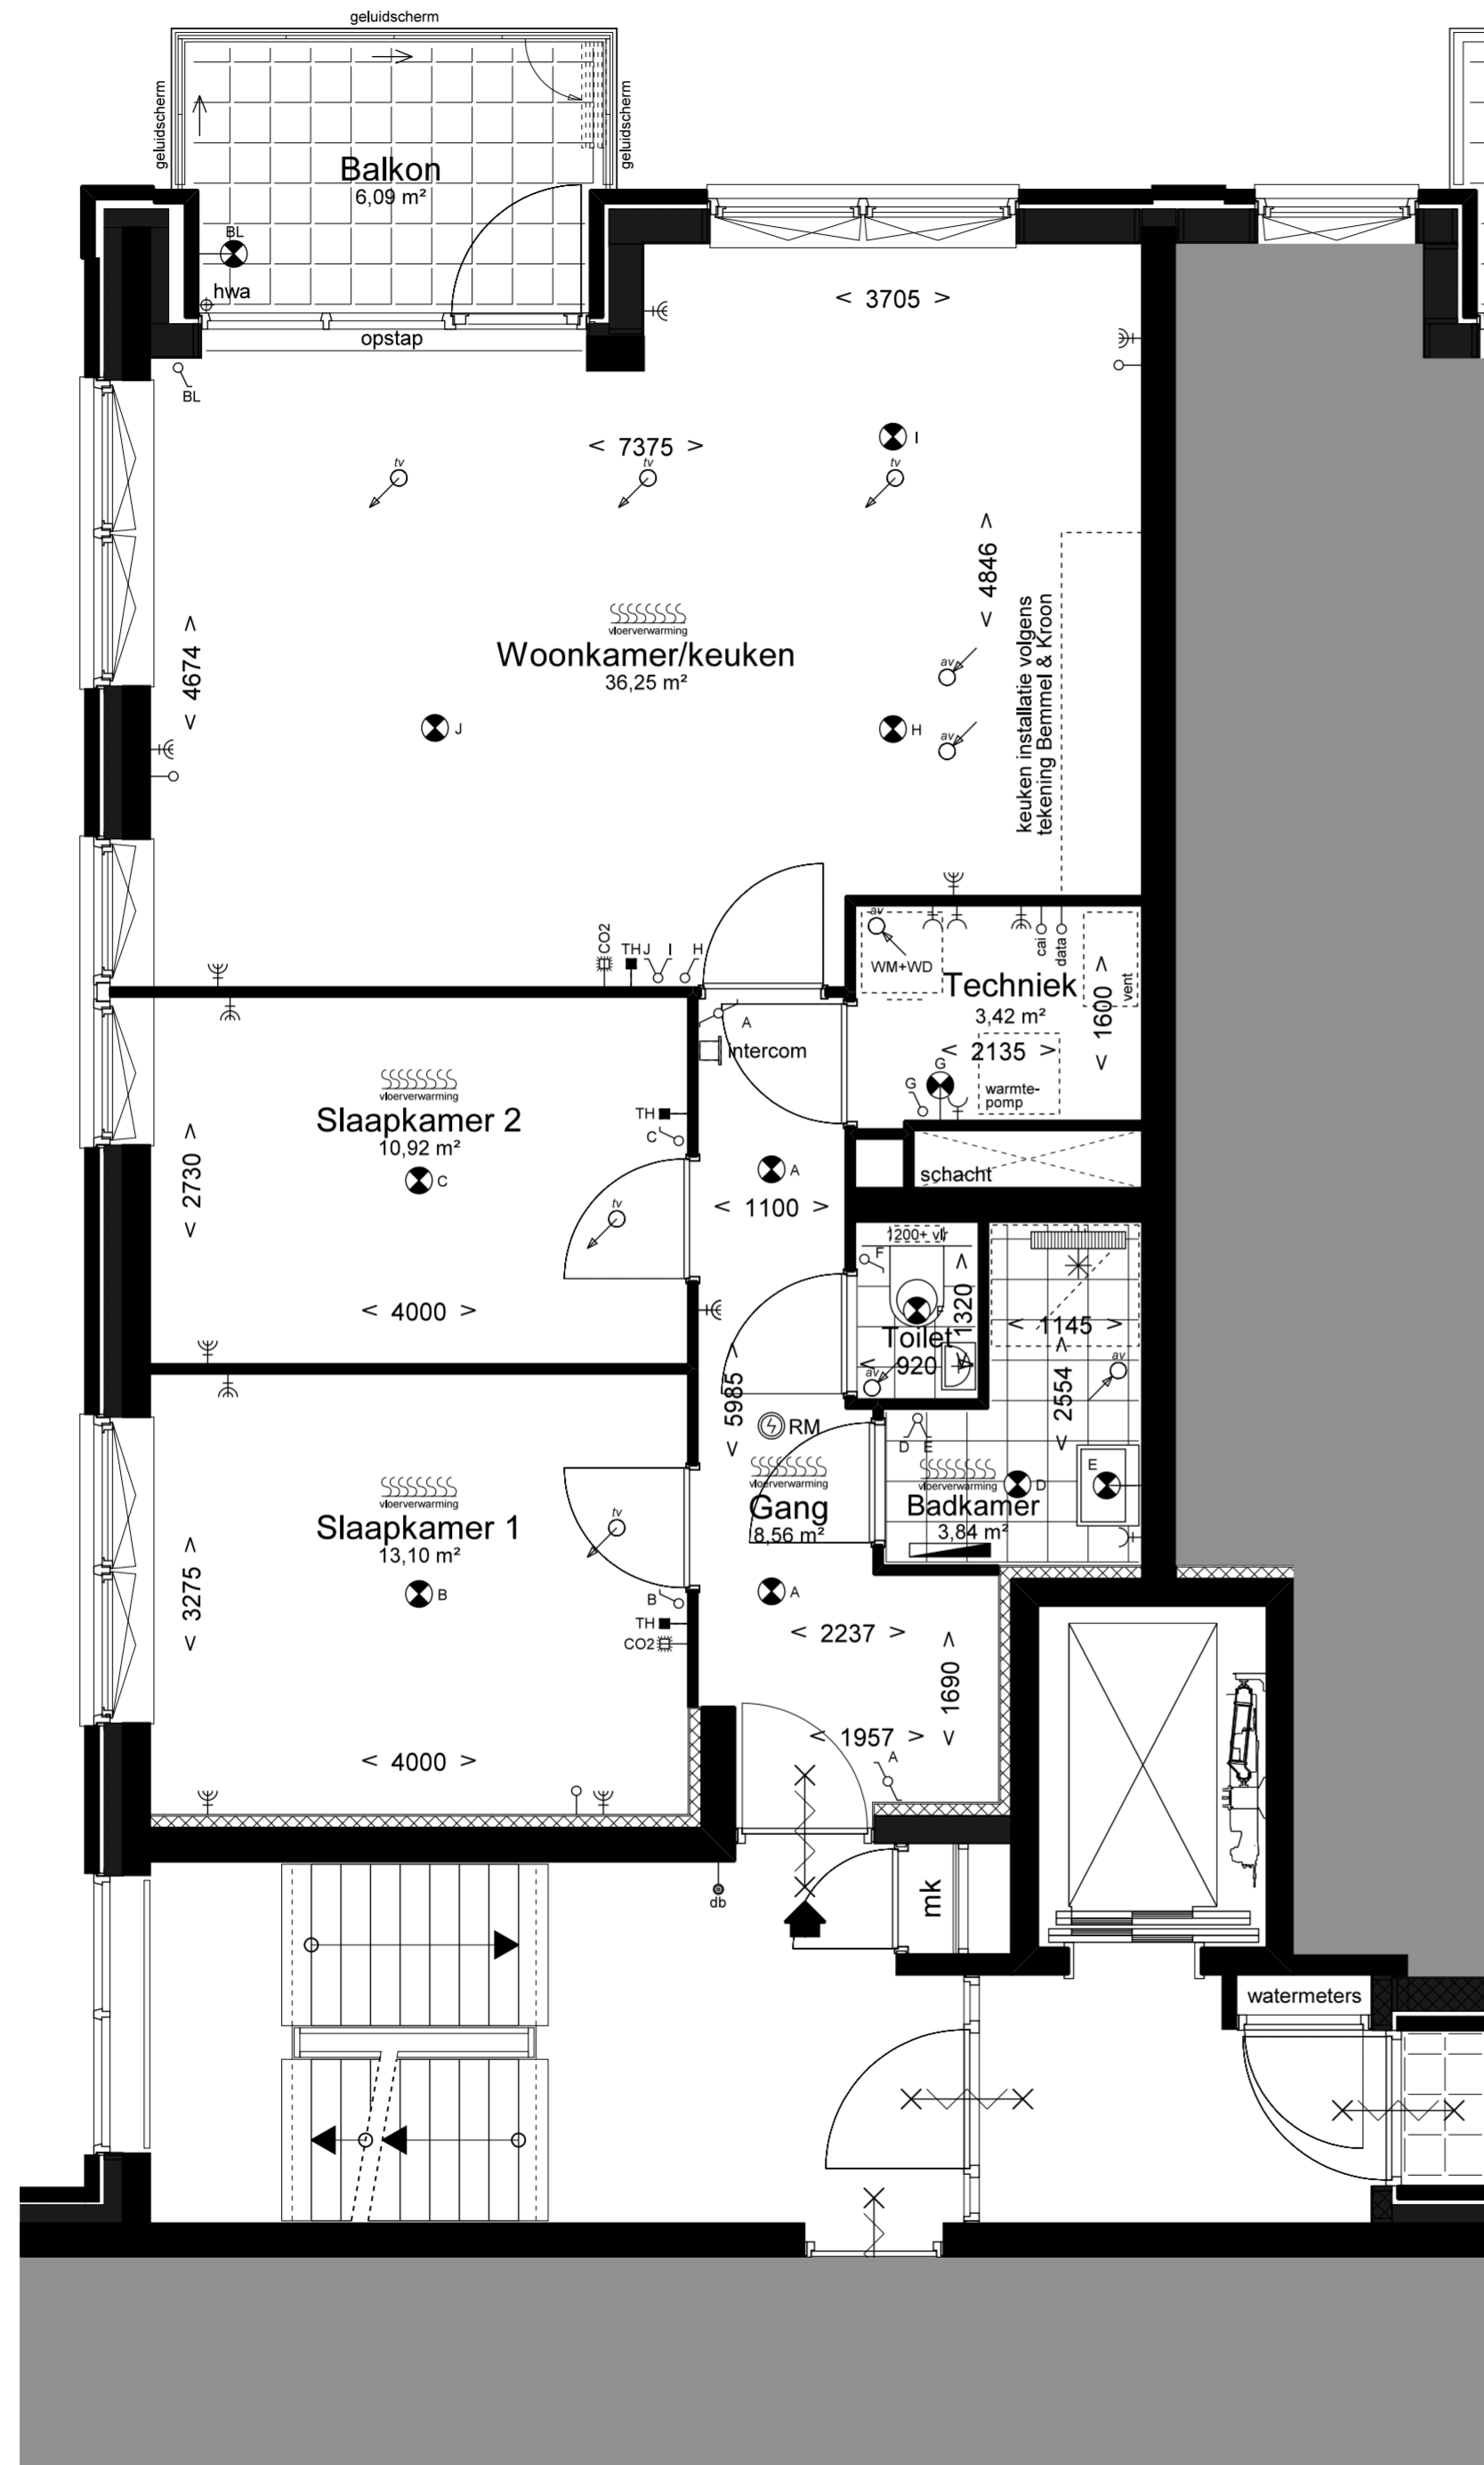 geluidscherm
geluidscherm
geluidscherm
Balkon
6,09 m²
BL
hwa
opstap
BL
< 3705 >
< 7375 >
I
tv
tv
tv
< 4846 >
< 4674 >
vloerverwarming
Woonkamer/keuken
36,25 m²
av
av
J
H
keuken installatie volgens
tekening Bemmel & Kroon
CO2
TH
J
I
H
av
WM+WD
cai
data
vent
Techniek
3,42 m²
< 1600 >
< 2135 >
G
G
warmte-
pomp
A
intercom
vloerverwarming
Slaapkamer 2
10,92 m²
C
TH
C
tv
< 2730 >
< 4000 >
A
< 1100 >
schacht
1200+ vlr
F
F
< 1320 >
Toilet
< 920 >
av
< 1145 >
av
< 2554 >
< 5985 >
RM
D
E
vloerverwarming
Gang
8,56 m²
vloerverwarming
Badkamer
3,84 m²
D
E
vloerverwarming
Slaapkamer 1
13,10 m²
B
tv
B
TH
CO2
< 3275 >
< 4000 >
A
< 2237 >
< 1690 >
< 1957 >
A
db
mk
watermeters